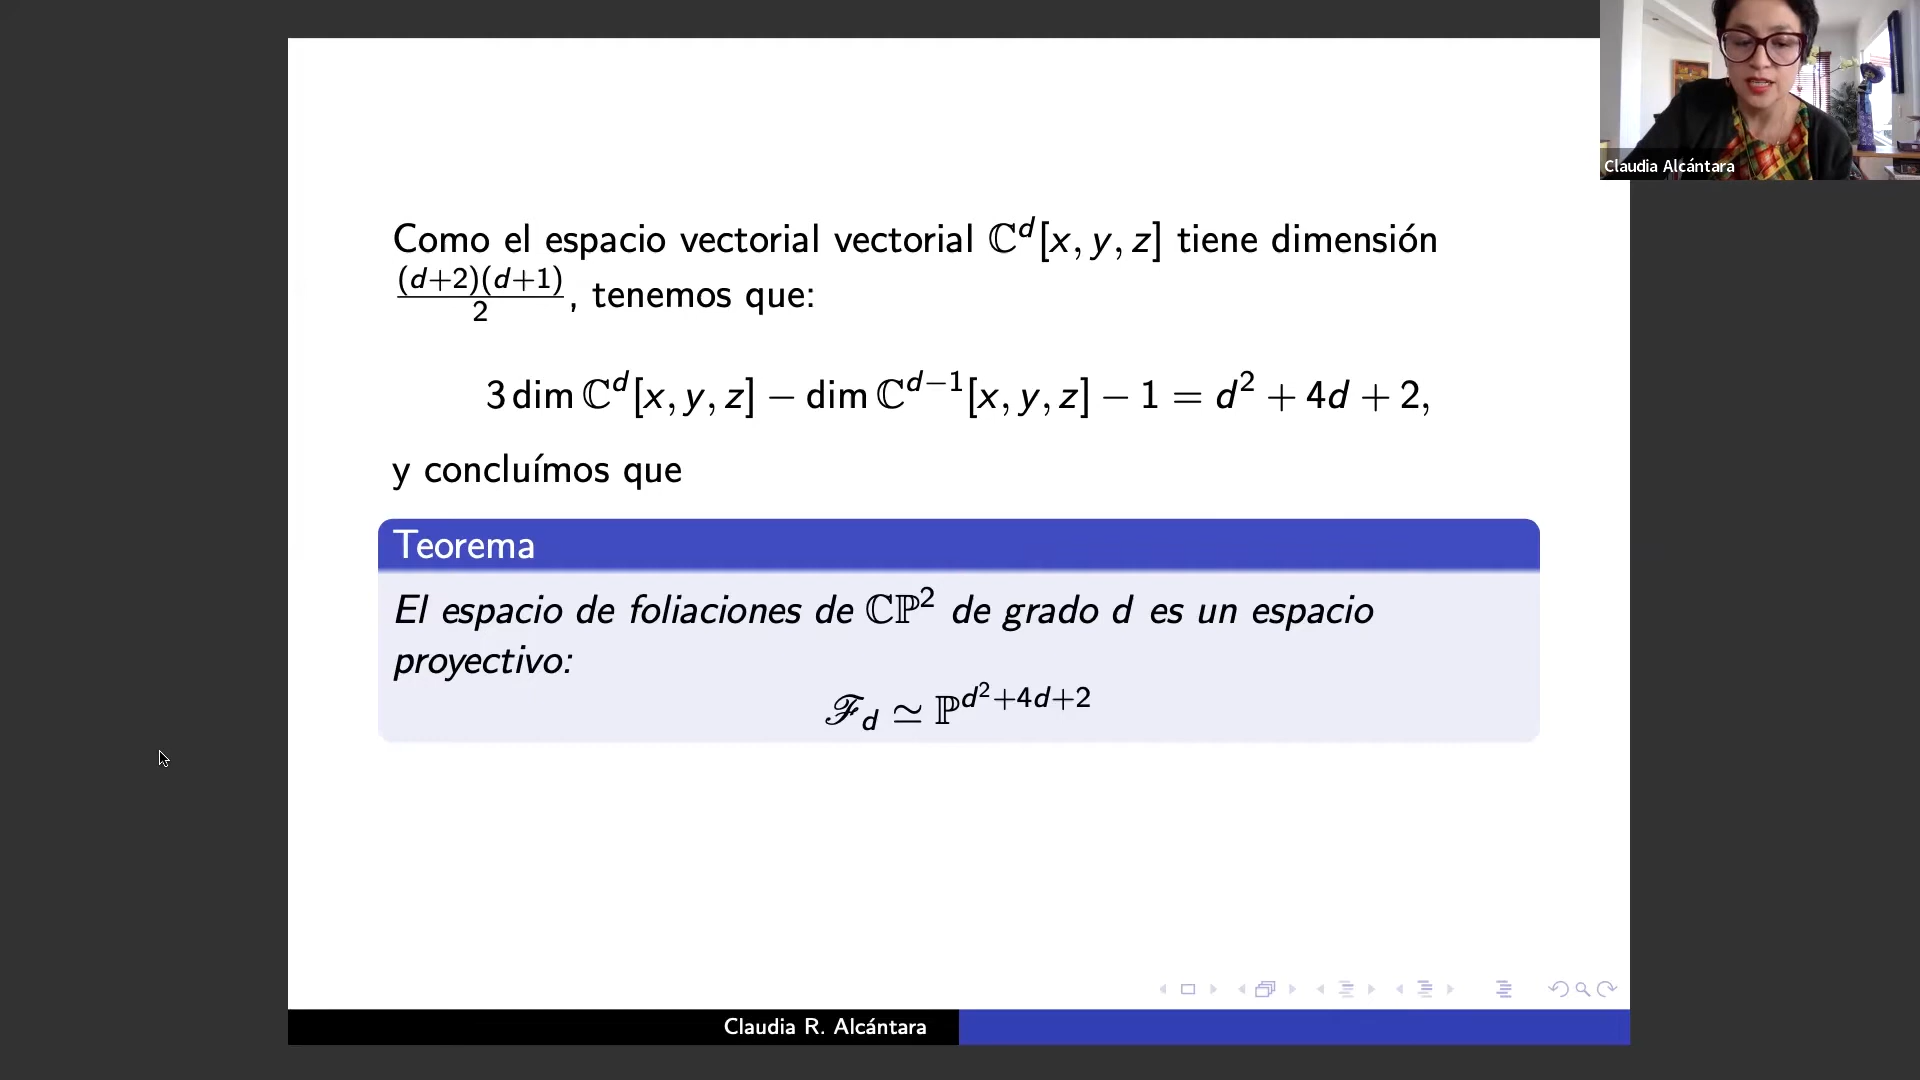 Claudia Alcántara
Como el espacio vectorial vectorial ℂ^d[x, y, z] tiene dimensión
(d+2)(d+1)/2, tenemos que:
3 dim ℂ^d[x, y, z] − dim ℂ^{d−1}[x, y, z] − 1 = d² + 4d + 2,
y concluímos que
Teorema
El espacio de foliaciones de ℂℙ² de grado d es un espacio
proyectivo:
ℱ_d ≃ ℙ^{d²+4d+2}
Claudia R. Alcántara